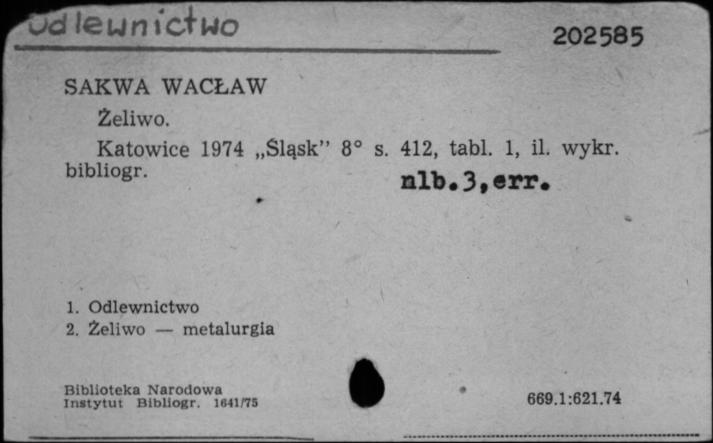 Odlewnictwo
202585
SAKWA WACŁAW
Żeliwo.
Katowice 1974 „Śląsk” 8° s. 412, tabl. 1, il. wykr.
bibliogr.
nlb.3,err.
1. Odlewnictwo
2. Żeliwo — metalurgia
Biblioteka Narodowa
Instytut Bibliogr. 1641/75
669.1:621.74